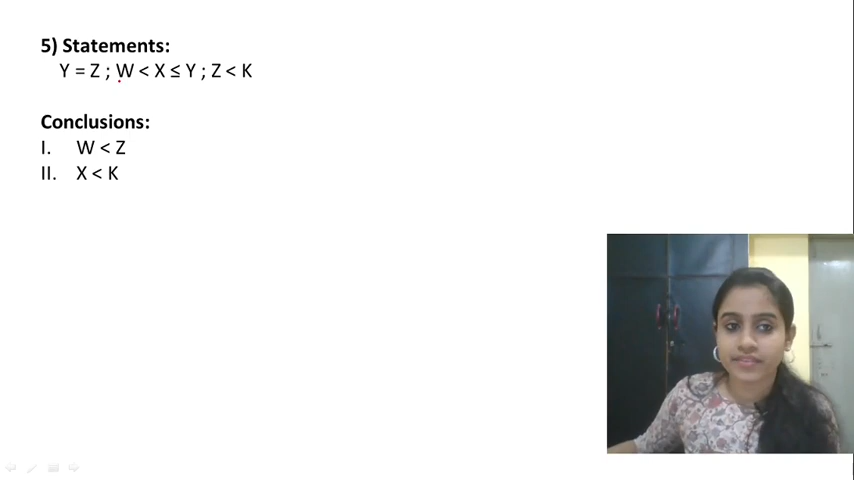 5) Statements:
Y = Z ; W < X ≤ Y ; Z < K
Conclusions:
I. W < Z
II. X < K